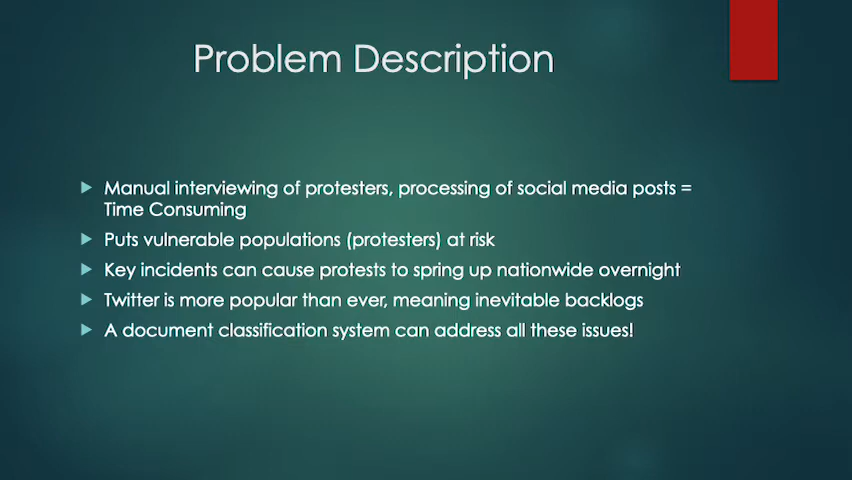 Problem Description
Manual interviewing of protesters, processing of social media posts =
Time Consuming
Puts vulnerable populations (protesters) at risk
Key incidents can cause protests to spring up nationwide overnight
Twitter is more popular than ever, meaning inevitable backlogs
A document classification system can address all these issues!